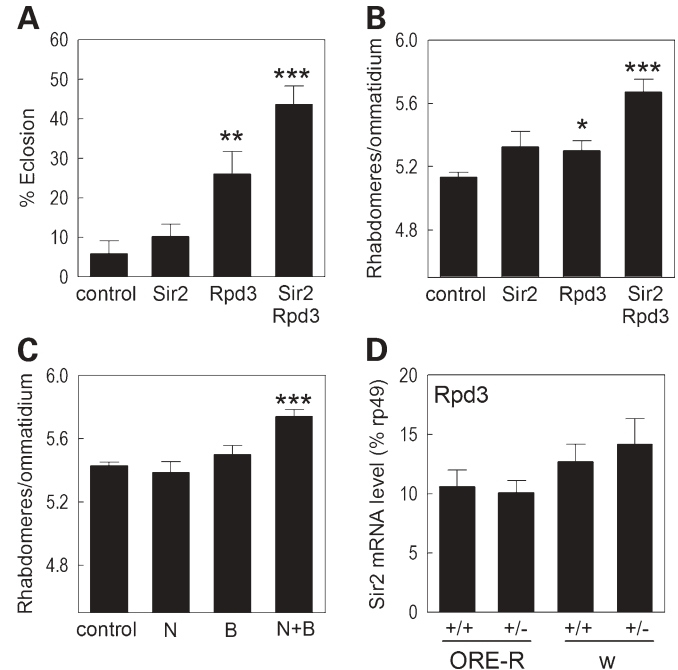 A
% Eclosion
60
50
40
30
20
10
0
**
***
control
Sir2
Rpd3
Sir2
Rpd3
B
Rhabdomeres/ommatidium
6.0
5.6
5.2
4.8
*
***
control
Sir2
Rpd3
Sir2
Rpd3
C
Rhabdomeres/ommatidium
6.0
5.6
5.2
4.8
***
control
N
B
N+B
D
Sir2 mRNA level (% rp49)
20
15
10
5
0
Rpd3
+/+
+/-
+/+
+/-
ORE-R
w